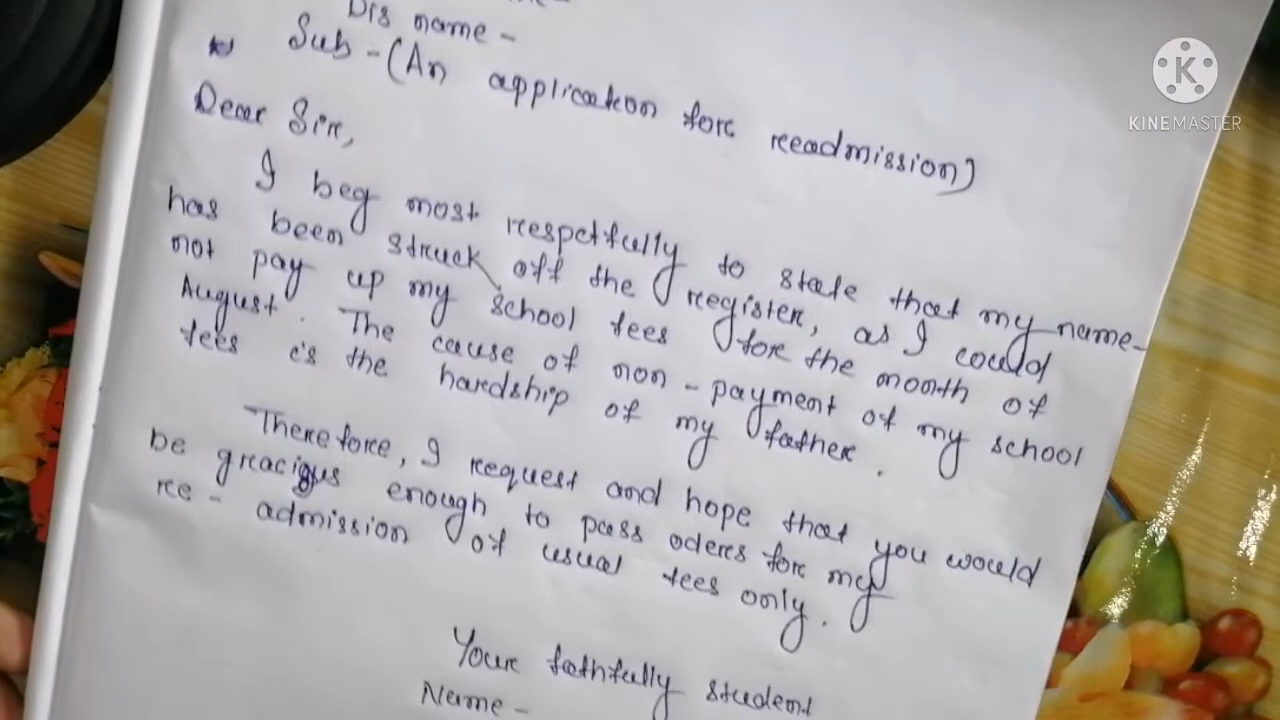 Dis name -
Sub - (An application for readmission)
Dear Sir,
I beg most respetfully to state that my name-
has been struck off the register, as I could
not pay up my school fees for the month of
August. The cause of non - payment of my school
fees is the hardship of my father.
Therefore, I request and hope that you would
be gracious enough to pass oders for my
re - admission of usual fees only.
Your fathfully student
Name -
K
KINEMASTER